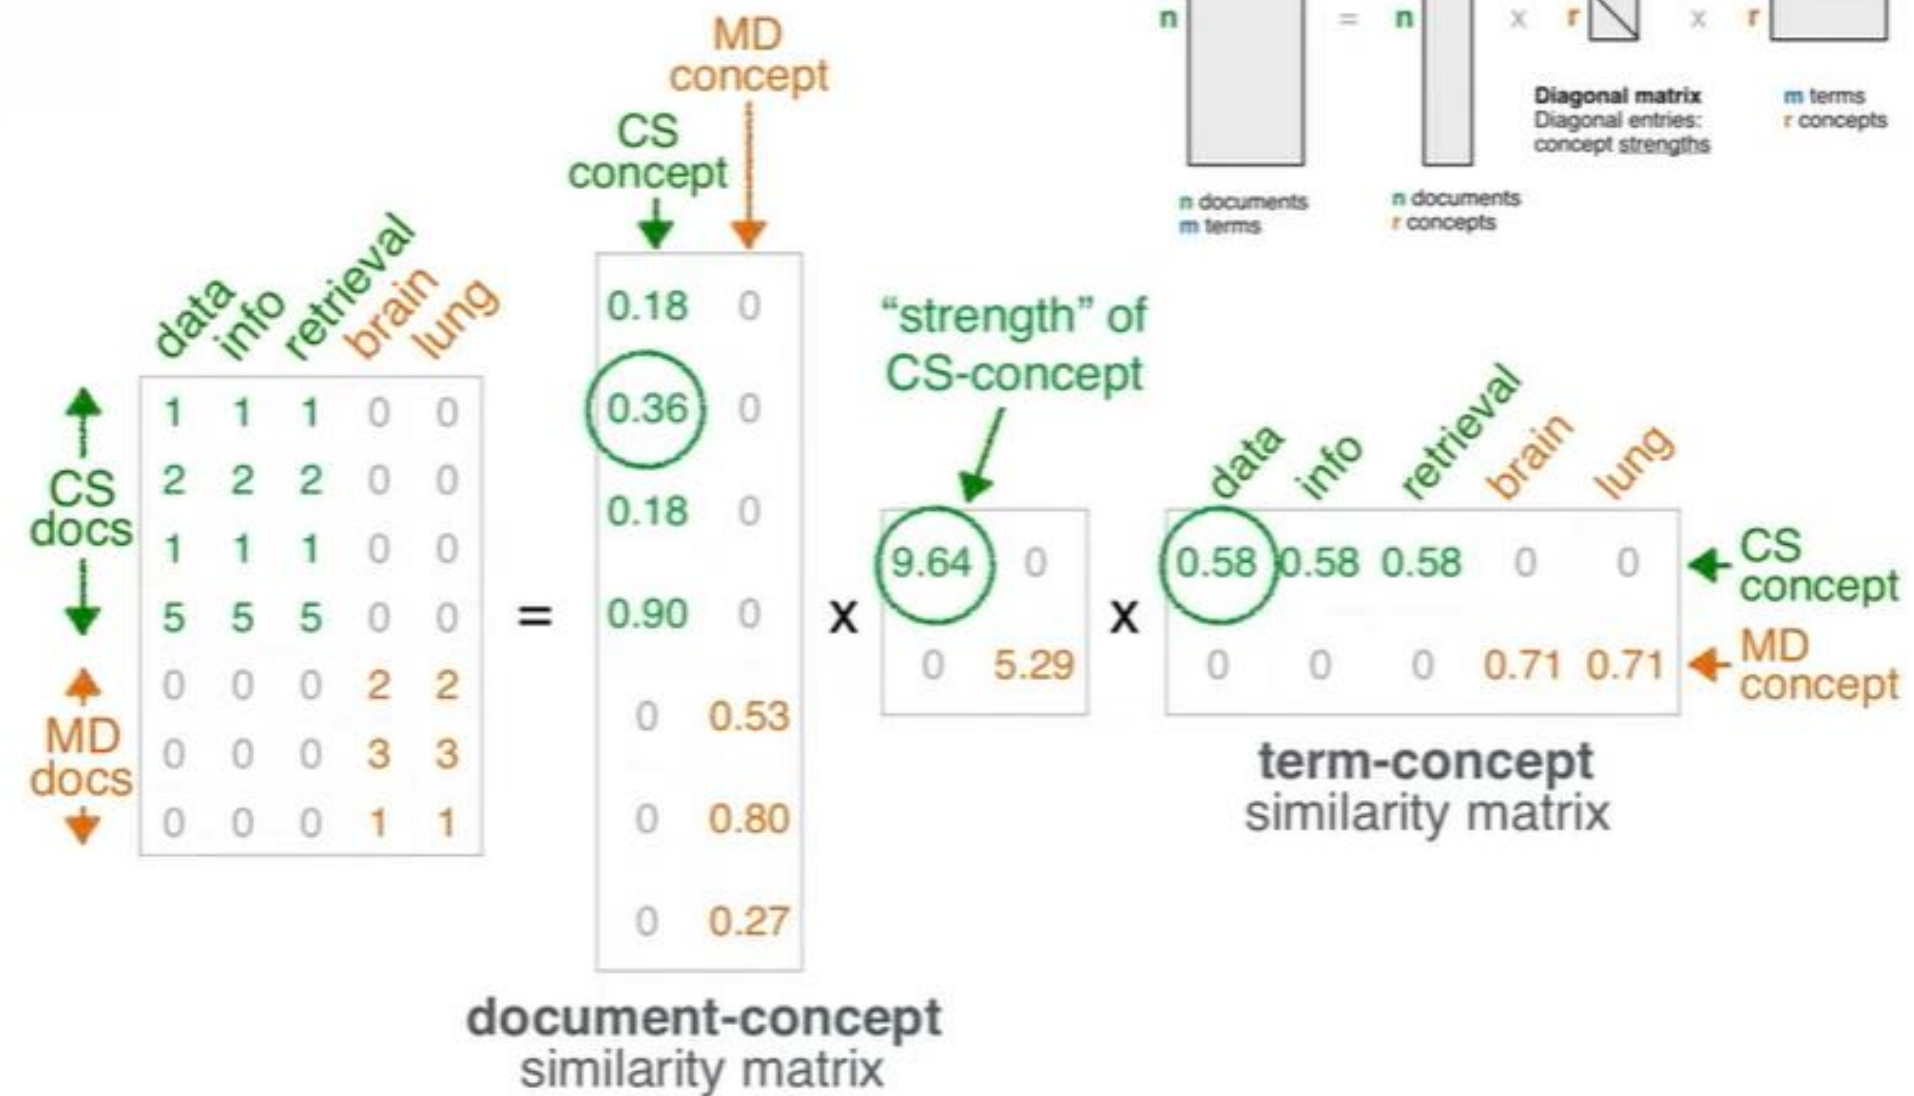 n = n x r x r
Diagonal matrix
Diagonal entries:
concept strengths
m terms
r concepts
n documents
m terms
n documents
r concepts
MD
concept
CS
concept
data info retrieval brain lung
CS
docs
MD
docs
1 1 1 0 0
2 2 2 0 0
1 1 1 0 0
5 5 5 0 0
0 0 0 2 2
0 0 0 3 3
0 0 0 1 1
=
0.18 0
0.36 0
0.18 0
0.90 0
0 0.53
0 0.80
0 0.27
document-concept
similarity matrix
x
“strength” of
CS-concept
9.64 0
0 5.29
x
data info retrieval brain lung
0.58 0.58 0.58 0 0
0 0 0 0.71 0.71
CS
concept
MD
concept
term-concept
similarity matrix